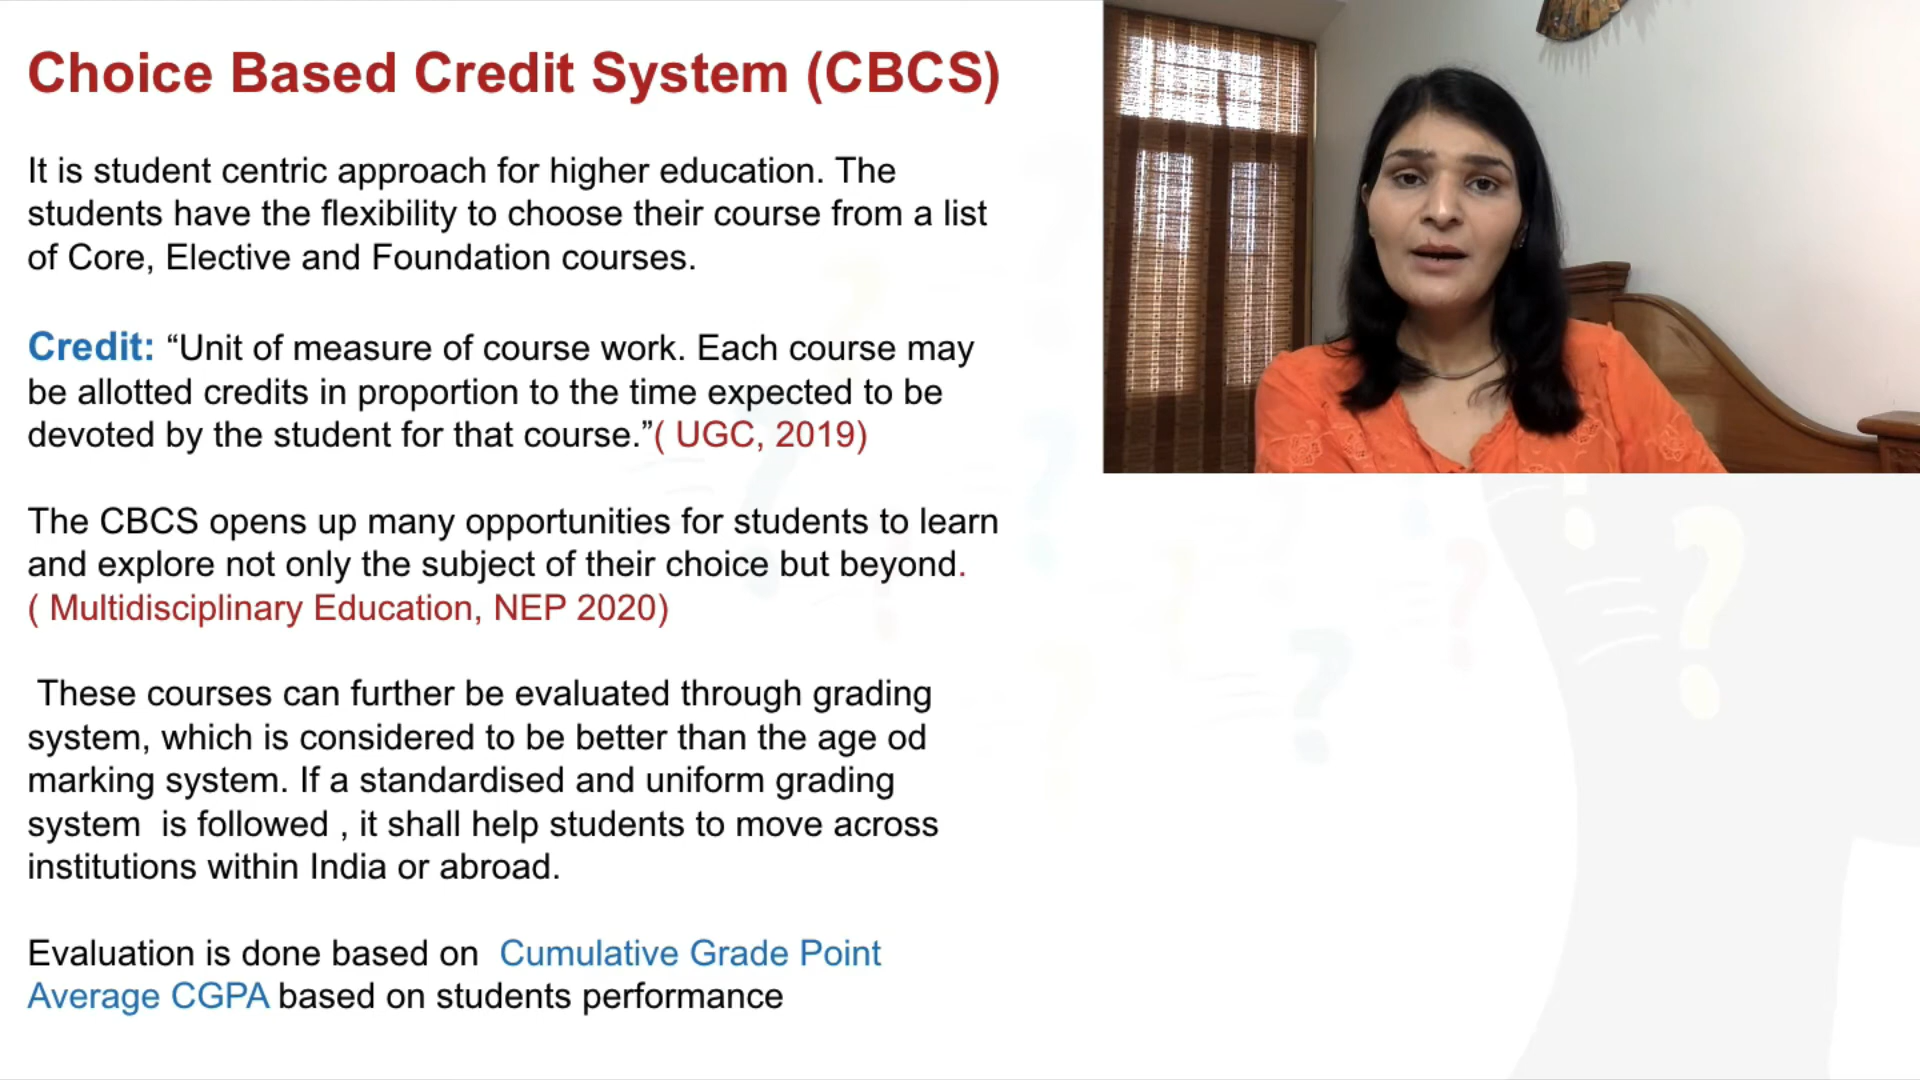 Choice Based Credit System (CBCS)
It is student centric approach for higher education. The
students have the flexibility to choose their course from a list
of Core, Elective and Foundation courses.
Credit: “Unit of measure of course work. Each course may
be allotted credits in proportion to the time expected to be
devoted by the student for that course.”( UGC, 2019)
The CBCS opens up many opportunities for students to learn
and explore not only the subject of their choice but beyond.
( Multidisciplinary Education, NEP 2020)
These courses can further be evaluated through grading
system, which is considered to be better than the age od
marking system. If a standardised and uniform grading
system  is followed , it shall help students to move across
institutions within India or abroad.
Evaluation is done based on  Cumulative Grade Point
Average CGPA based on students performance